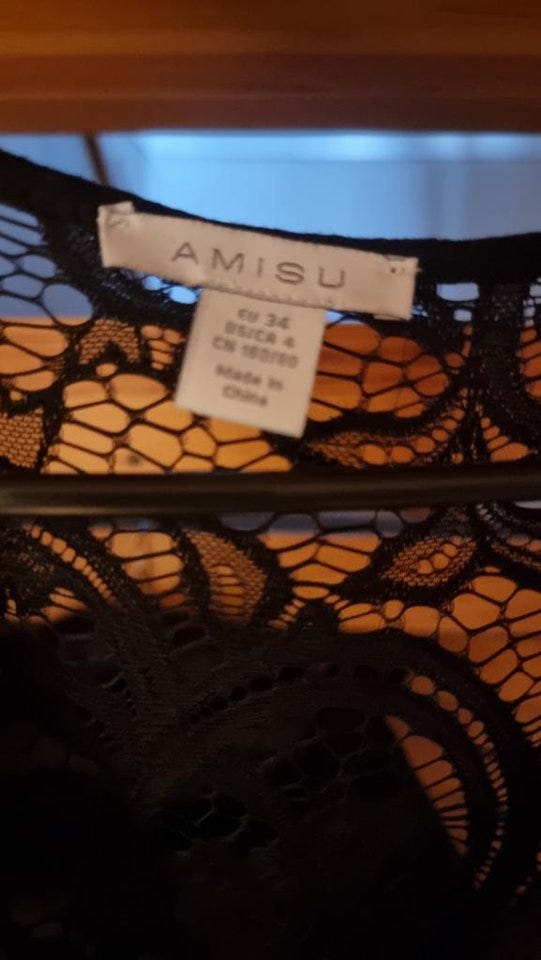 AMISU
EU 34
US/CA 4
CN 160/80
Made in
China